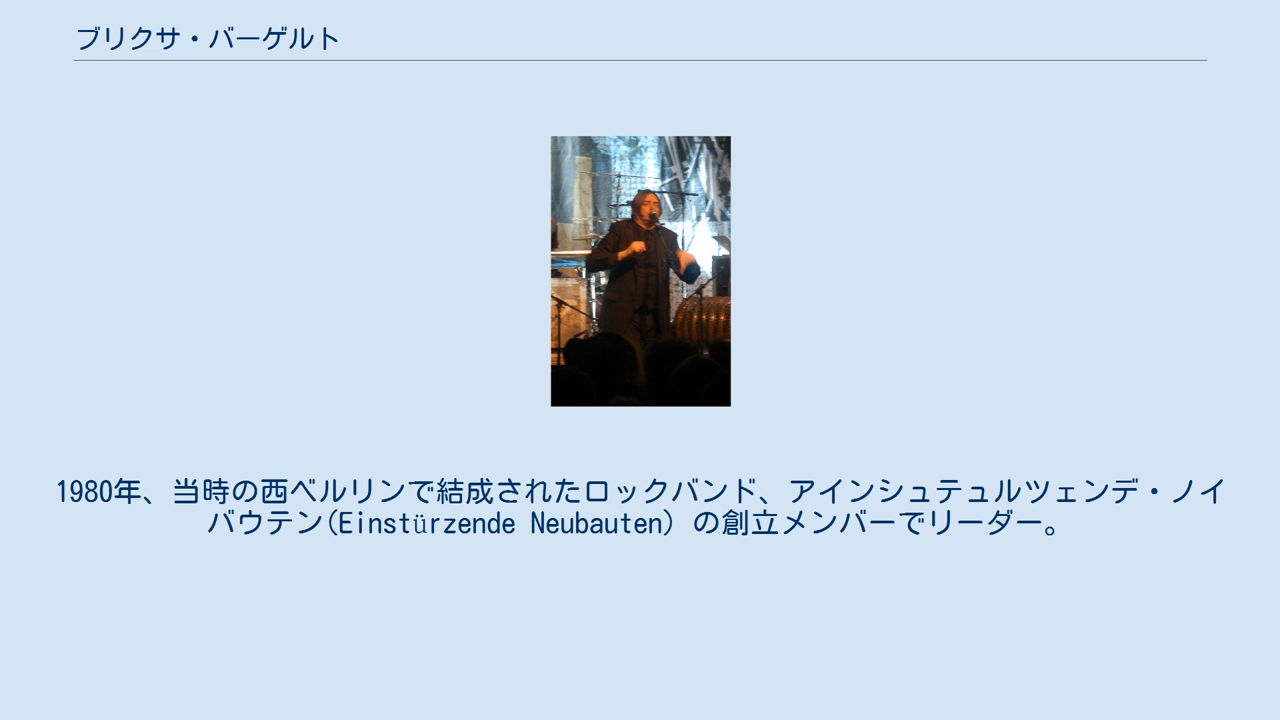 ブリクサ・バーゲルト
1980年、当時の西ベルリンで結成されたロックバンド、アインシュテュルツェンデ・ノイ
バウテン(Einstürzende Neubauten) の創立メンバーでリーダー。